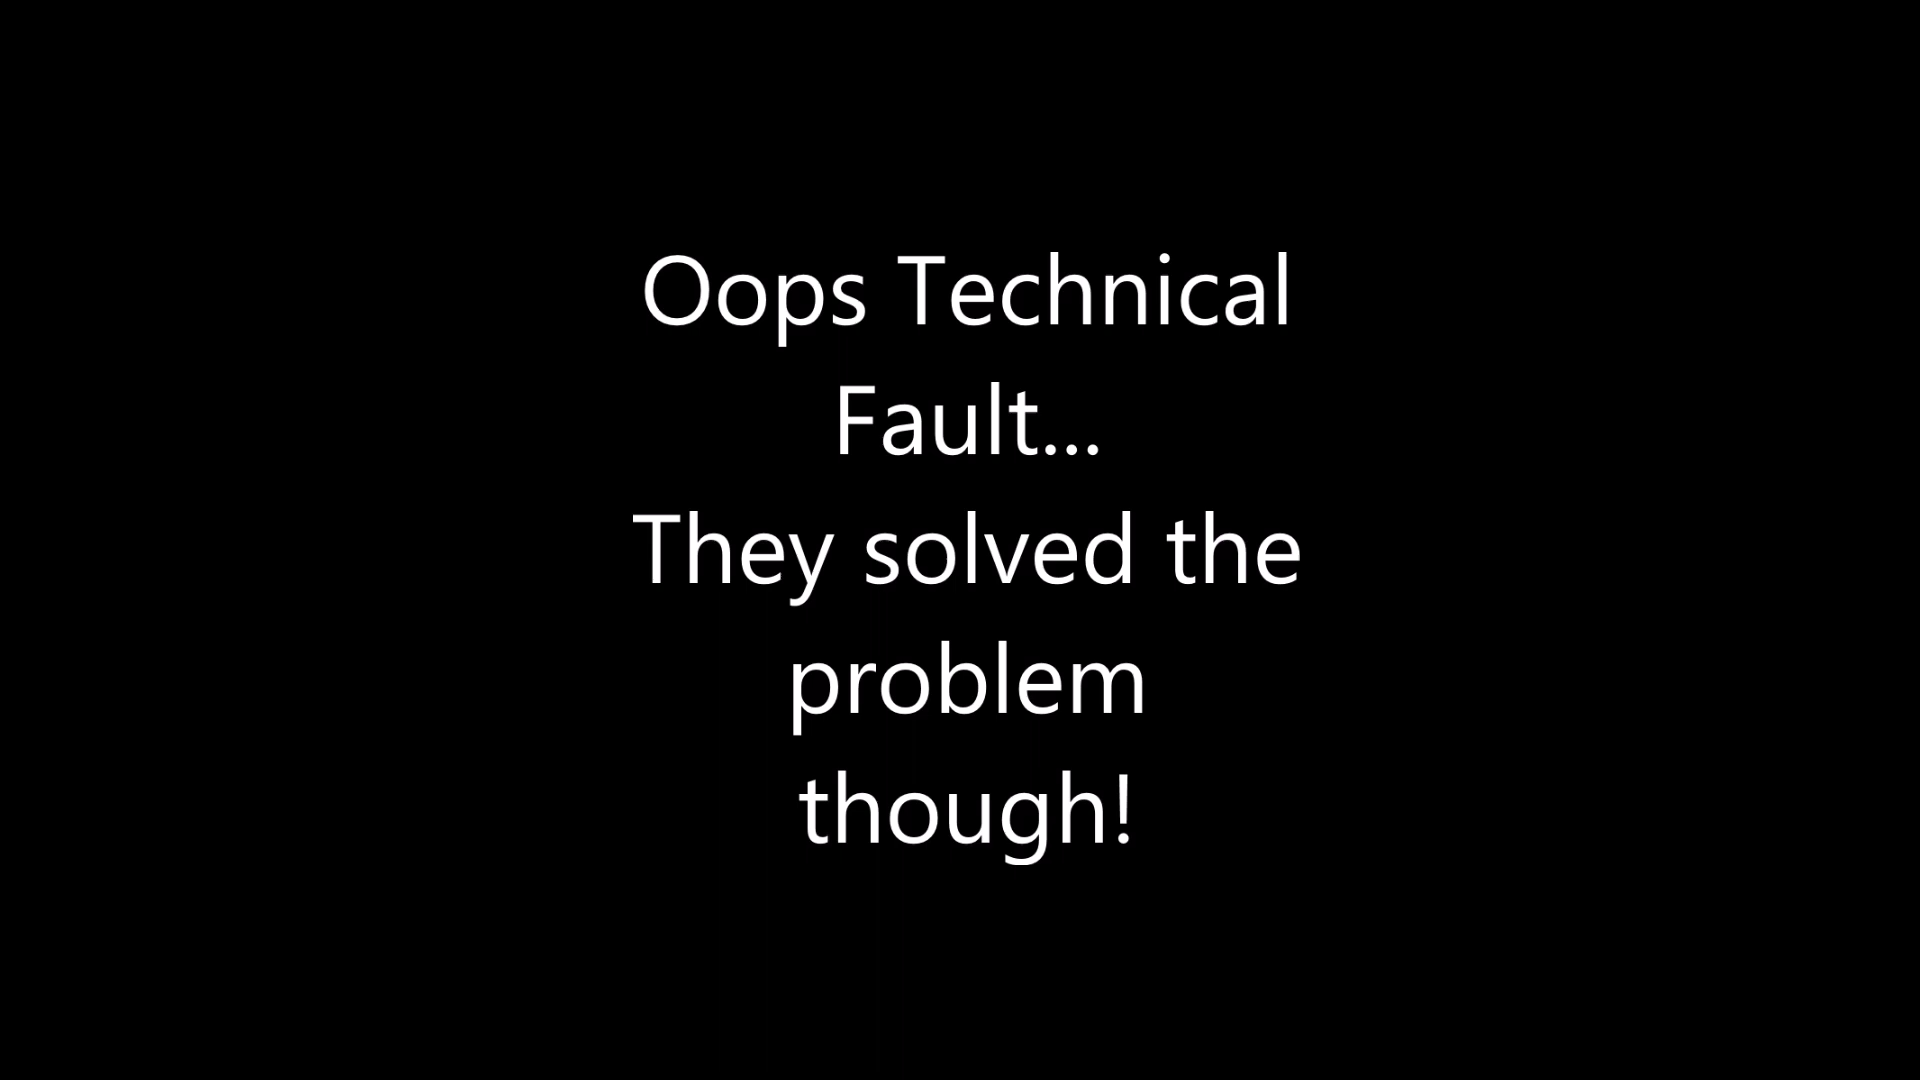 Oops Technical
Fault...
They solved the
problem
though!